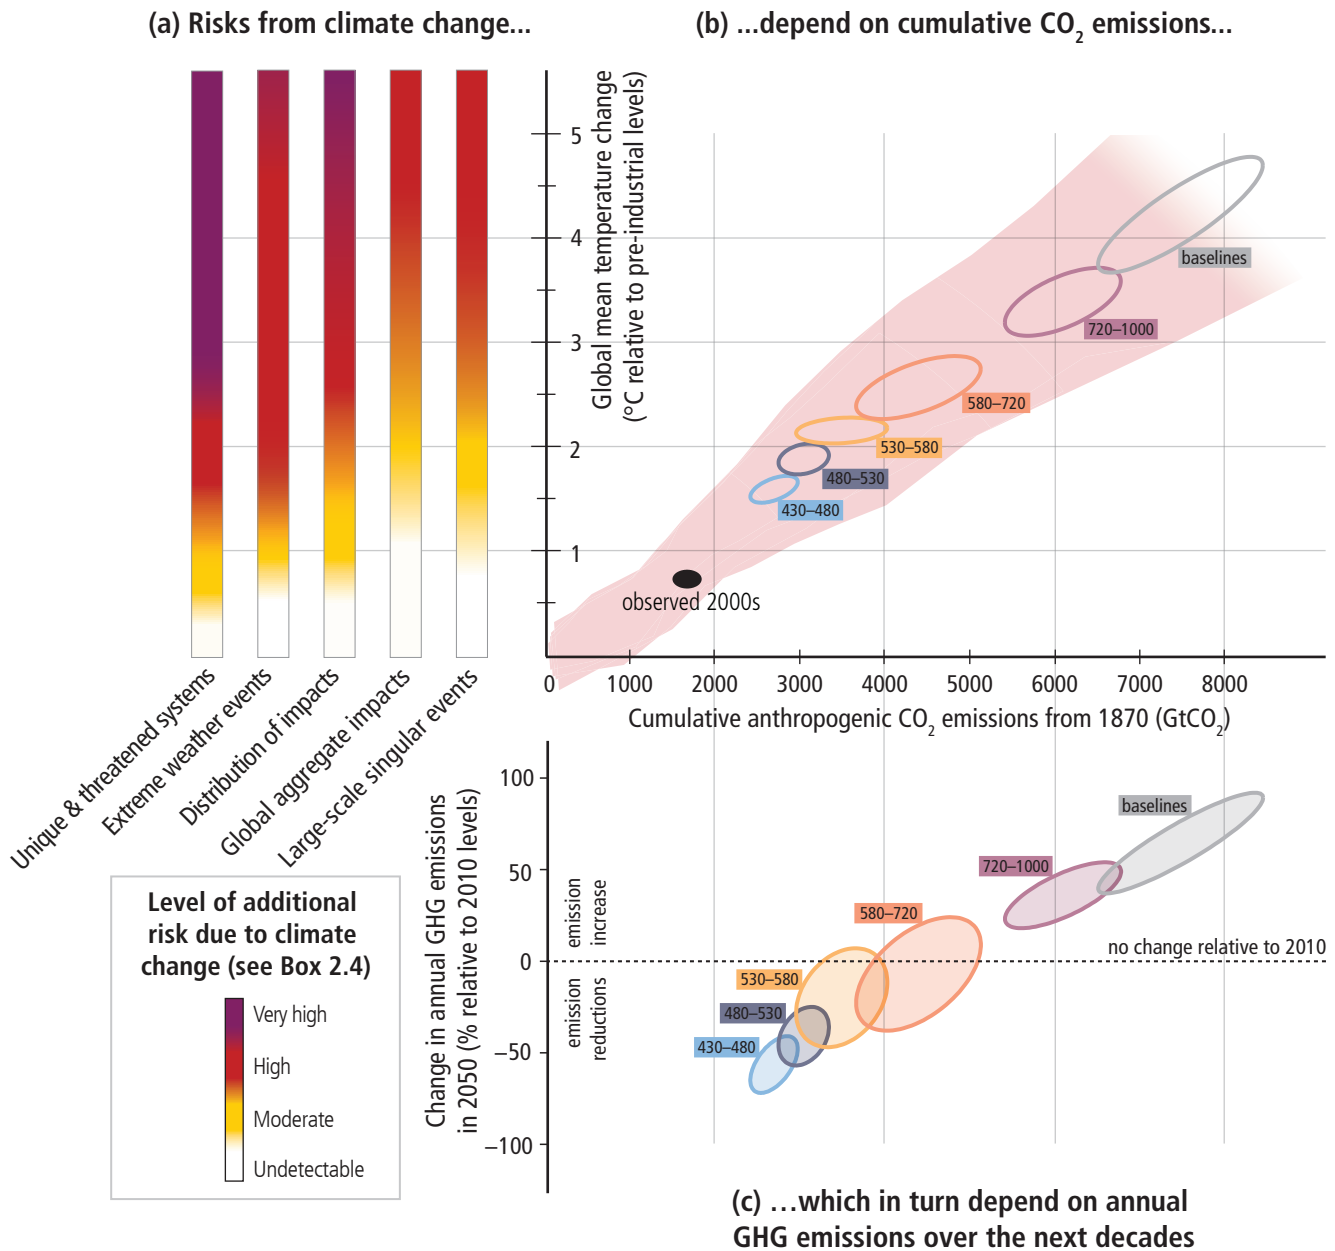 (a) Risks from climate change...
(b) ...depend on cumulative CO2 emissions...
Global mean temperature change
(°C relative to pre-industrial levels)
5
4
3
2
1
baselines
720–1000
580–720
530–580
480–530
430–480
observed 2000s
0 1000 2000 3000 4000 5000 6000 7000 8000
Cumulative anthropogenic CO2 emissions from 1870 (GtCO2)
Unique & threatened systems
Extreme weather events
Distribution of impacts
Global aggregate impacts
Large-scale singular events
Level of additional
risk due to climate
change (see Box 2.4)
Very high
High
Moderate
Undetectable
Change in annual GHG emissions
in 2050 (% relative to 2010 levels)
100
50
0
−50
−100
emission
increase
emission
reductions
baselines
720–1000
580–720
no change relative to 2010
530–580
480–530
430–480
(c) …which in turn depend on annual
GHG emissions over the next decades